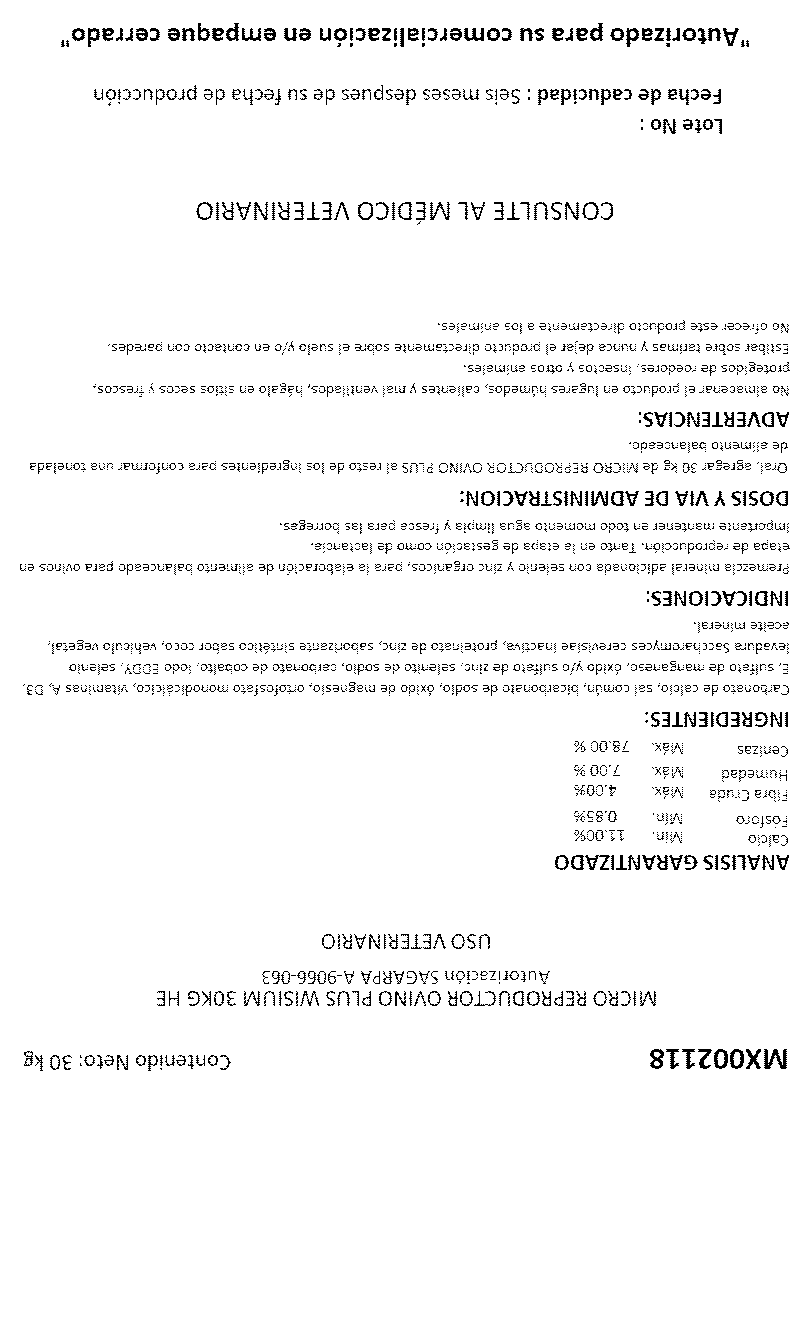 MX002118
Contenido Neto: 30 kg
MICRO REPRODUCTOR OVINO PLUS WISIUM 30KG HE
Autorización SAGARPA A-9066-063
USO VETERINARIO
ANALISIS GARANTIZADO
Calcio Min. 11.00%
Fósforo Min. 0.85%
Fibra Cruda Máx. 4.00%
Humedad Máx. 7.00 %
Cenizas Máx. 78.00 %
INGREDIENTES:
Carbonato de calcio, sal común, bicarbonato de sodio, óxido de magnesio, ortofosfato monodicálcico, vitaminas A, D3,
E, sulfato de manganeso, óxido y/o sulfato de zinc, selenito de sodio, carbonato de cobalto, Iodo EDDY, selenio
levadura Saccharomyces cerevisiae inactiva, proteinato de zinc, saborizante sintético sabor coco, vehículo vegetal,
aceite mineral.
INDICACIONES:
Premezcla mineral adicionada con selenio y zinc organicos, para la elaboración de alimento balanceado para ovinos en
etapa de reproducción. Tanto en la etapa de gestación como de lactancia.
Importante mantener en todo momento agua limpia y fresca para las borregas.
DOSIS Y VIA DE ADMINISTRACION:
Oral, agregar 30 kg de MICRO REPRODUCTOR OVINO PLUS al resto de los ingredientes para conformar una tonelada
de alimento balanceado.
ADVERTENCIAS:
No almacenar el producto en lugares húmedos, calientes y mal ventilados, hágalo en sitios secos y frescos,
protegidos de roedores, insectos y otros animales.
Estibar sobre tarimas y nunca dejar el producto directamente sobre el suelo y/o en contacto con paredes.
No ofrecer este producto directamente a los animales.
CONSULTE AL MÉDICO VETERINARIO
Lote No :
Fecha de caducidad : Seis meses despues de su fecha de producción
"Autorizado para su comercialización en empaque cerrado"